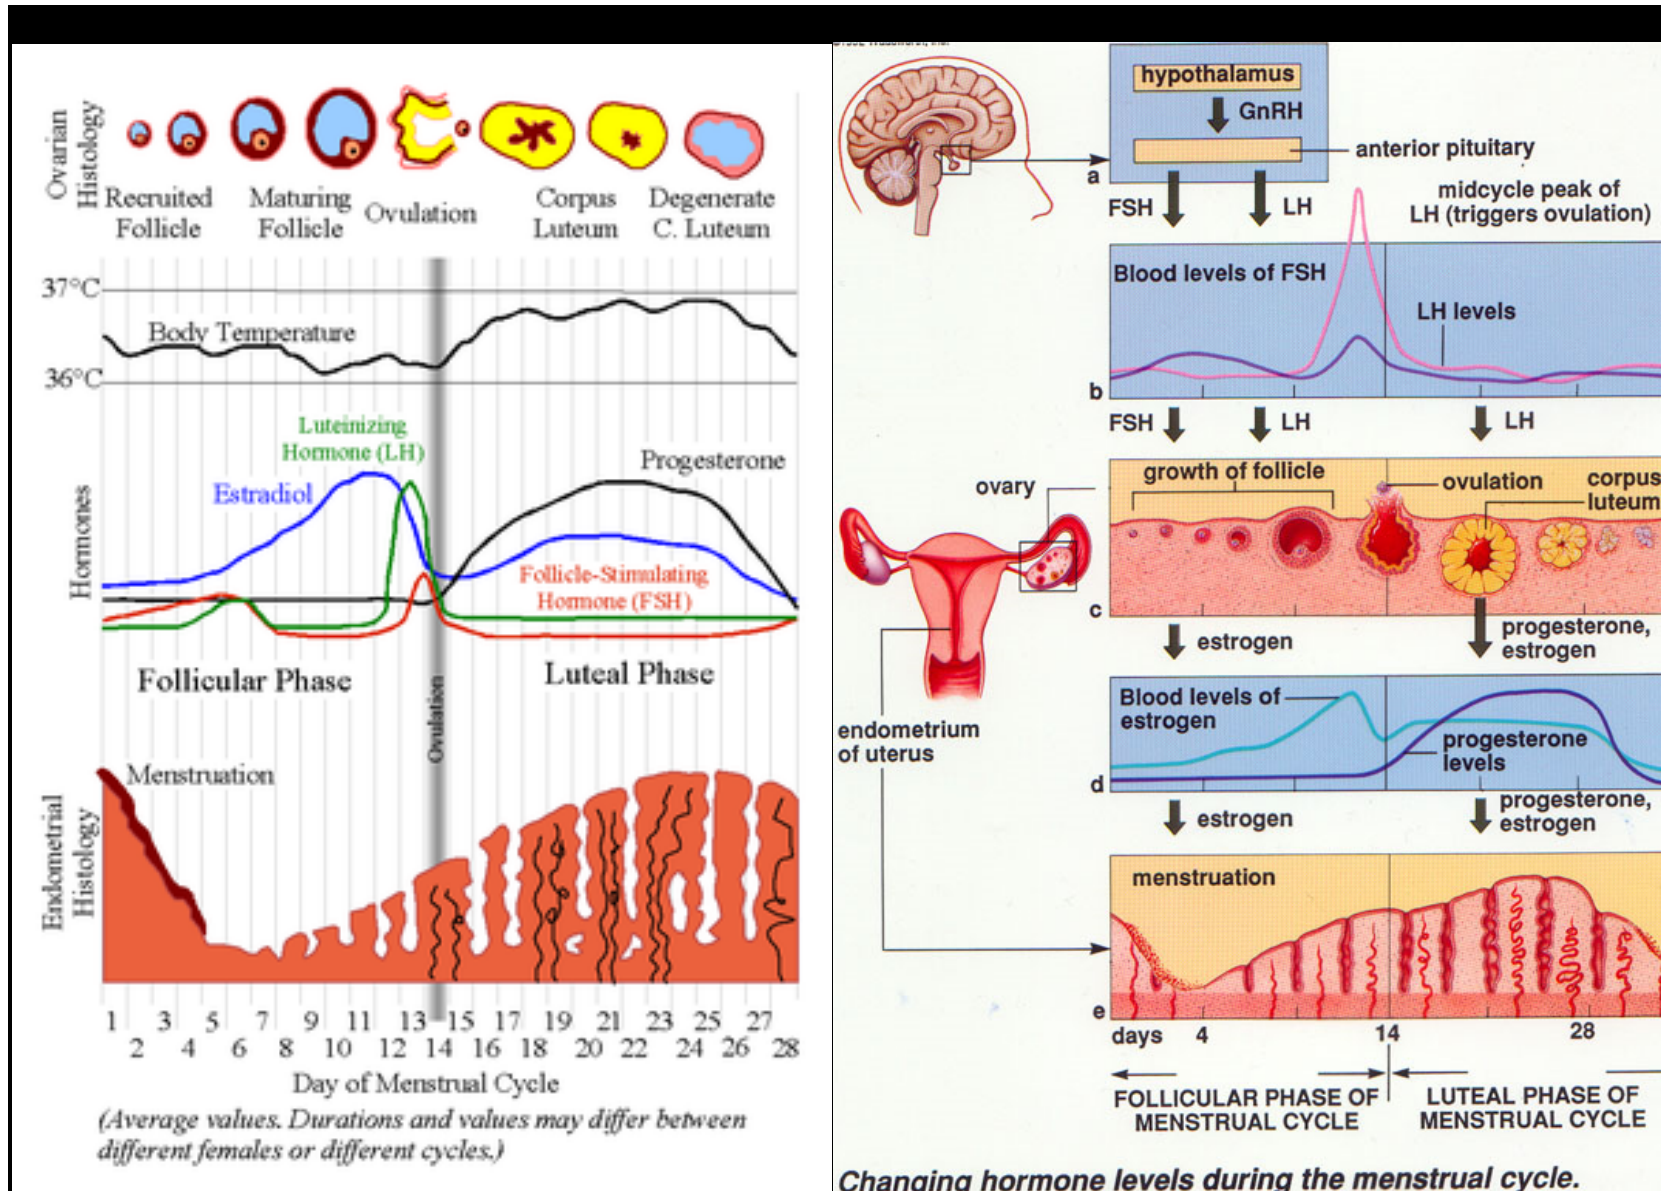 Ovarian
Histology
Recruited
Follicle
Maturing
Follicle
Ovulation
Corpus
Luteum
Degenerate
C. Luteum
37°C
Body Temperature
36°C
Hormones
Luteinizing
Hormone (LH)
Estradiol
Progesterone
Follicle-Stimulating
Hormone (FSH)
Follicular Phase
Luteal Phase
Ovulation
Menstruation
Endometrial
Histology
1 3 5 7 9 11 13 15 17 19 21 23 25 27
2 4 6 8 10 12 14 16 18 20 22 24 26 28
Day of Menstrual Cycle
(Average values. Durations and values may differ between
different females or different cycles.)
hypothalamus
GnRH
anterior pituitary
a
FSH
LH
midcycle peak of
LH (triggers ovulation)
Blood levels of FSH
LH levels
b
FSH
LH
LH
ovary
growth of follicle
ovulation
corpus
luteum
c
estrogen
progesterone,
estrogen
Blood levels of
estrogen
progesterone
levels
d
endometrium
of uterus
estrogen
progesterone,
estrogen
menstruation
e
days 4 14 28
FOLLICULAR PHASE OF
MENSTRUAL CYCLE
LUTEAL PHASE OF
MENSTRUAL CYCLE
Changing hormone levels during the menstrual cycle.